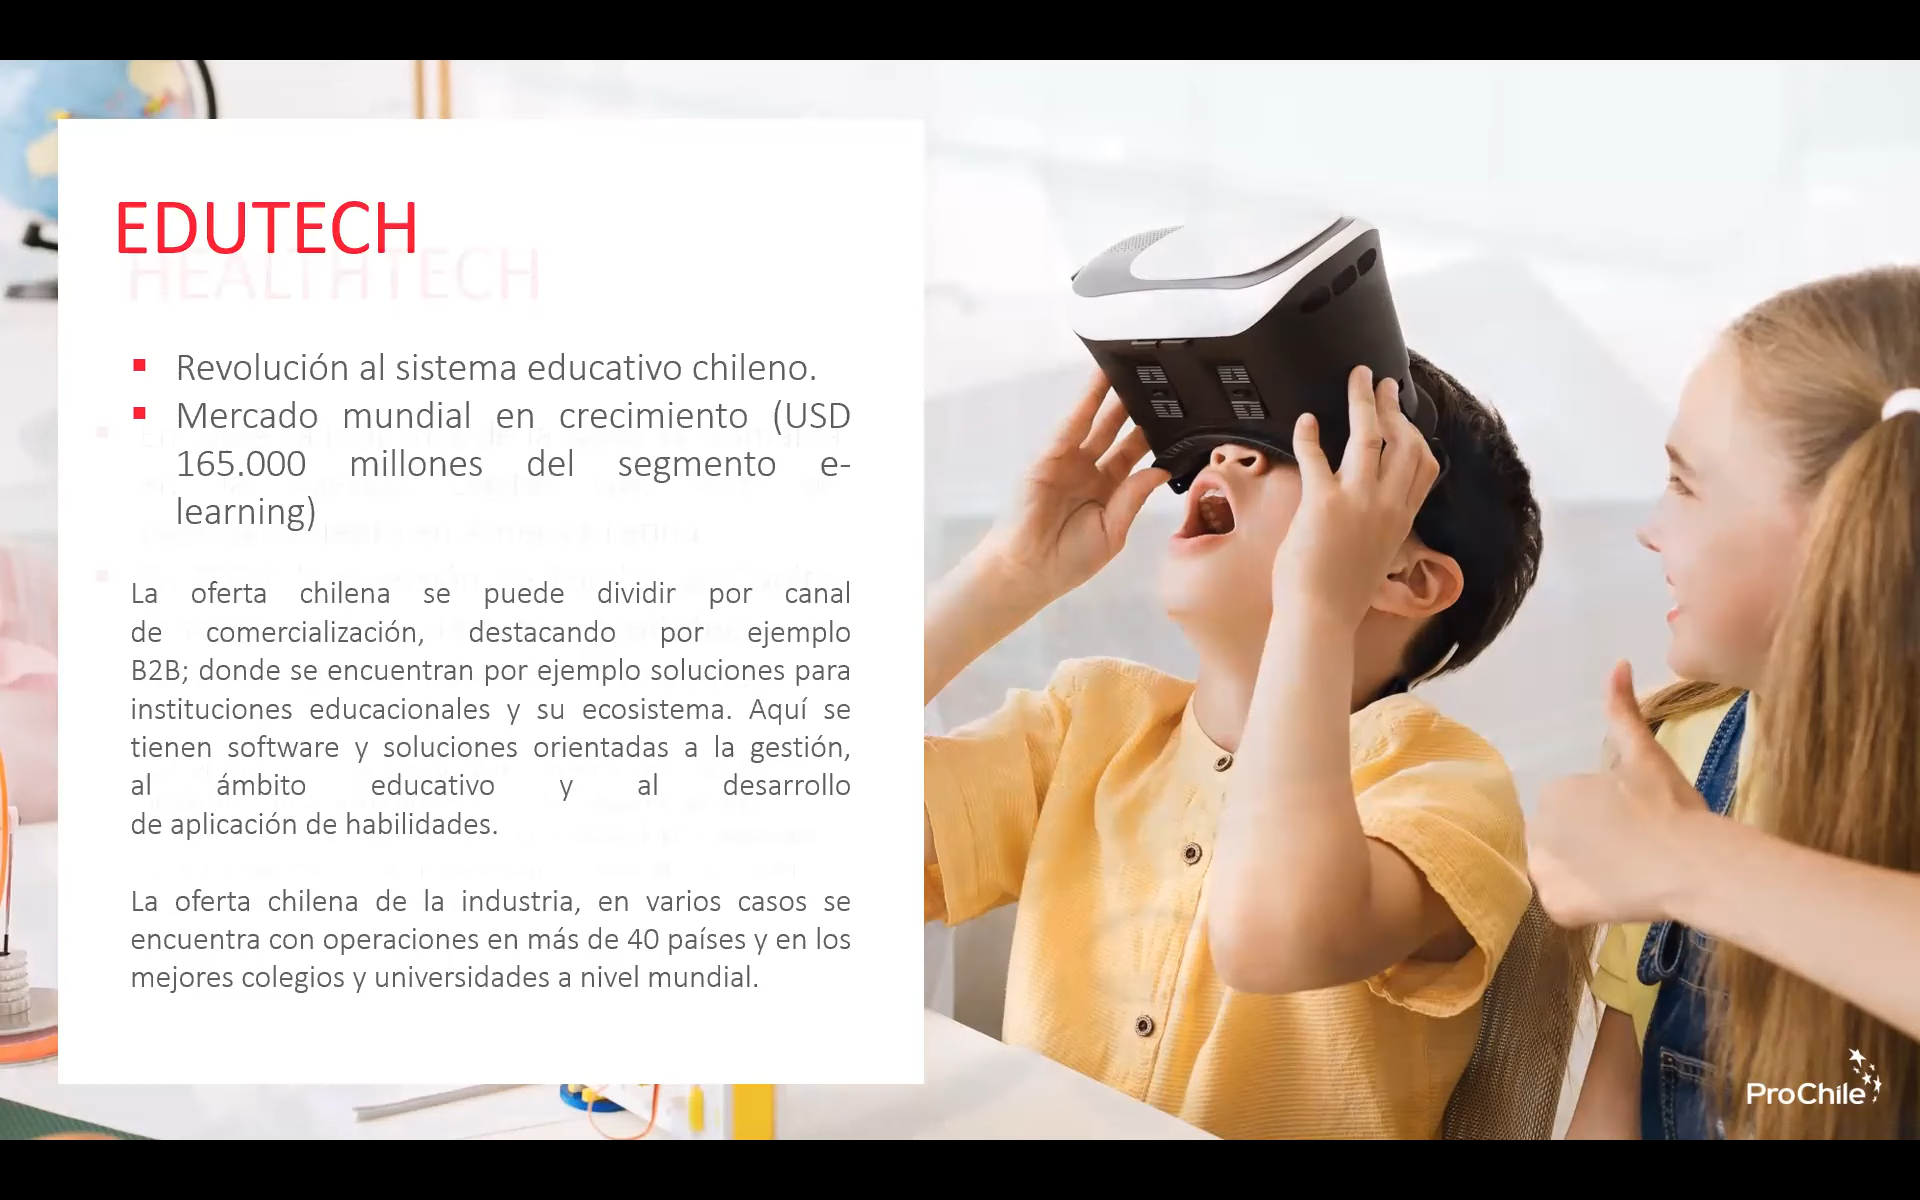 EDUTECH
HEALTHTECH
Revolución al sistema educativo chileno.
Mercado mundial en crecimiento (USD
165.000 millones del segmento e-
learning)
La oferta chilena se puede dividir por canal
de comercialización, destacando por ejemplo
B2B; donde se encuentran por ejemplo soluciones para
instituciones educacionales y su ecosistema. Aquí se
tienen software y soluciones orientadas a la gestión,
al ámbito educativo y al desarrollo
de aplicación de habilidades.
La oferta chilena de la industria, en varios casos se
encuentra con operaciones en más de 40 países y en los
mejores colegios y universidades a nivel mundial.
ProChile